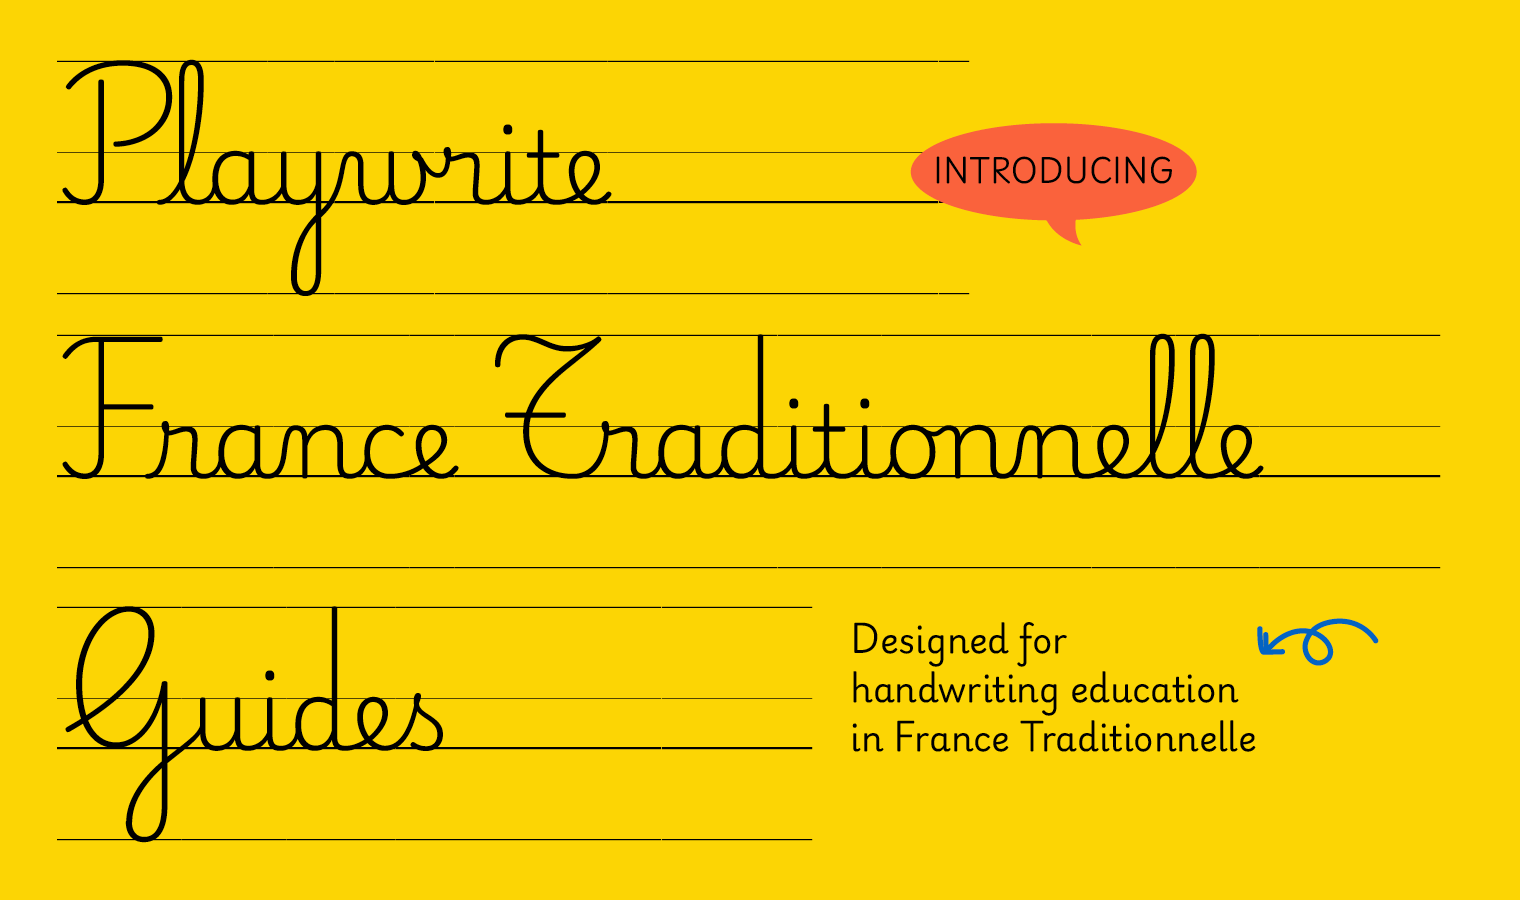 Playwrite
INTRODUCING
France Traditionnelle
Guides
Designed for
handwriting education
in France Traditionnelle